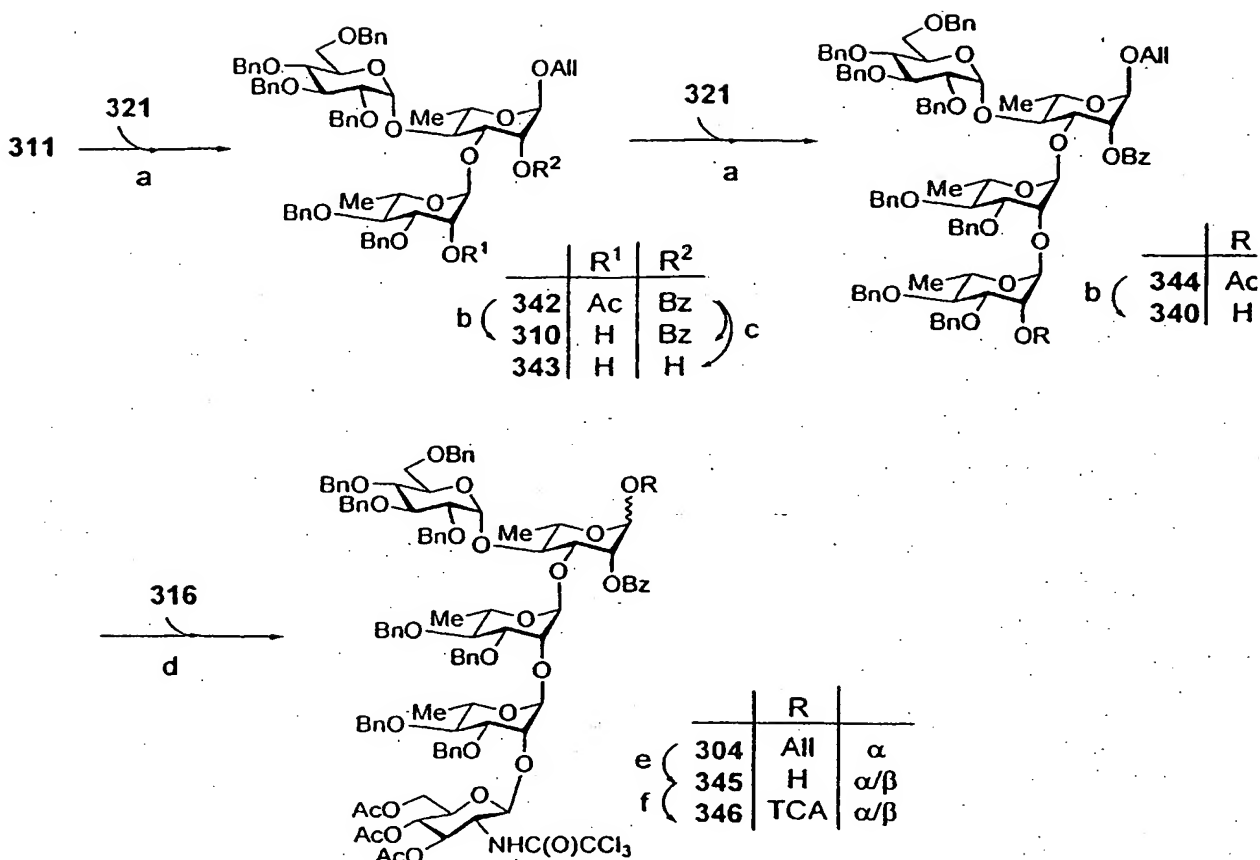 OBn
BnO
BnO
O
BnO
O
OAll
Me
O
O
OR²
Me
O
BnO
BnO
OR¹
311
321
a
R¹ R²
342 Ac Bz
310 H Bz
343 H H
b
c
321
a
OBn
BnO
BnO
O
BnO
O
OAll
Me
O
O
OBz
Me
O
BnO
BnO
O
Me
O
BnO
BnO
OR
R
344 Ac
340 H
b
316
d
OBn
BnO
BnO
O
BnO
O
OR
Me
O
O
OBz
Me
O
BnO
BnO
O
Me
O
BnO
BnO
O
AcO
AcO
AcO
O
NHC(O)CCl₃
R
304 All α
345 H α/β
346 TCA α/β
e
f